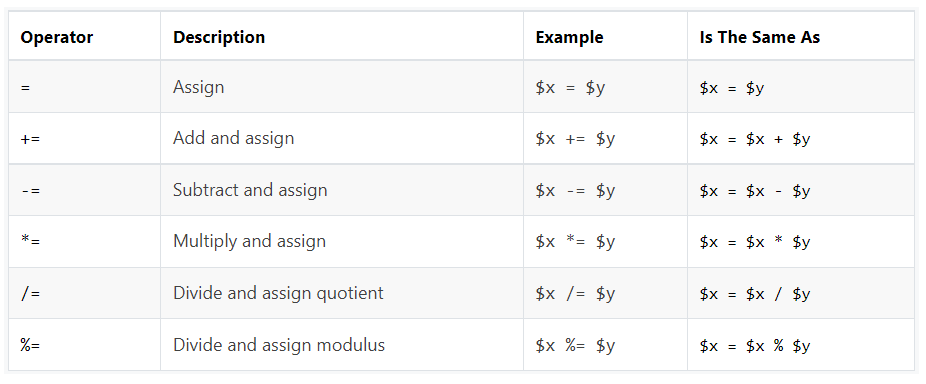 Operator Description Example Is The Same As
= Assign $x = $y $x = $y
+= Add and assign $x += $y $x = $x + $y
-= Subtract and assign $x -= $y $x = $x - $y
*= Multiply and assign $x *= $y $x = $x * $y
/= Divide and assign quotient $x /= $y $x = $x / $y
%= Divide and assign modulus $x %= $y $x = $x % $y